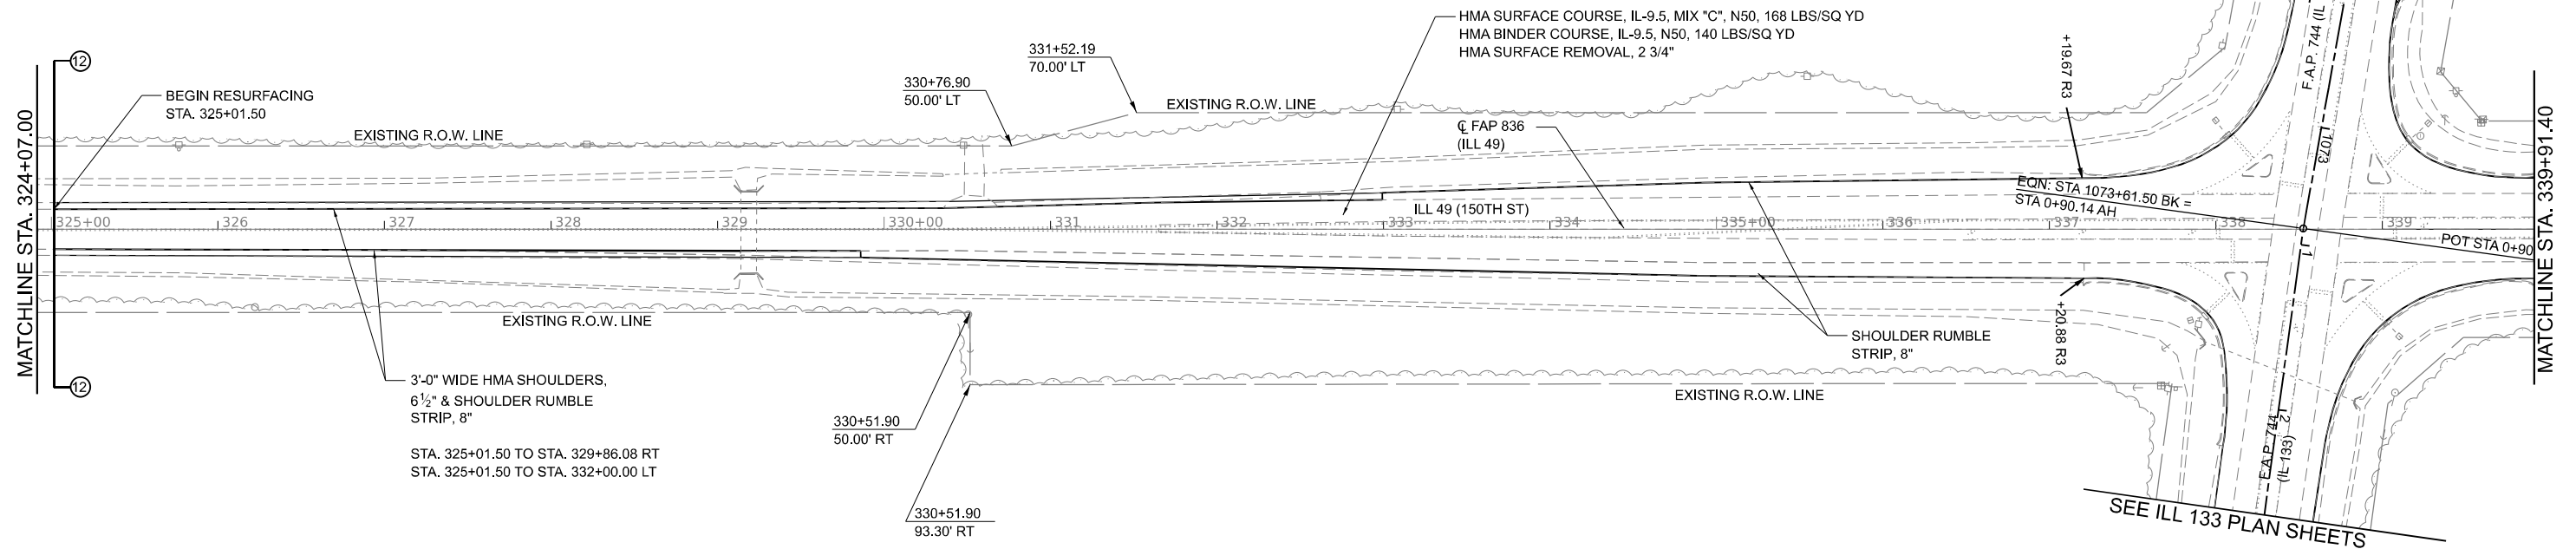 HMA SURFACE COURSE, IL-9.5, MIX "C", N50, 168 LBS/SQ YD
HMA BINDER COURSE, IL-9.5, N50, 140 LBS/SQ YD
HMA SURFACE REMOVAL, 2 3/4"
MATCHLINE STA. 324+07.00
12
12
BEGIN RESURFACING
STA. 325+01.50
EXISTING R.O.W. LINE
330+76.90
50.00' LT
331+52.19
70.00' LT
EXISTING R.O.W. LINE
℄ FAP 836
(ILL 49)
+19.67 R3
F.A.P. 744 (IL
1073
MATCHLINE STA. 339+91.40
EQN: STA 1073+61.50 BK =
STA 0+90.14 AH
ILL 49 (150TH ST)
325+00
326
327
328
329
330+00
331
332
333
334
335+00
336
337
338
339
POT STA 0+90
L1
EXISTING R.O.W. LINE
3'-0" WIDE HMA SHOULDERS,
6 ½" & SHOULDER RUMBLE
STRIP, 8"
STA. 325+01.50 TO STA. 329+86.08 RT
STA. 325+01.50 TO STA. 332+00.00 LT
330+51.90
50.00' RT
330+51.90
93.30' RT
EXISTING R.O.W. LINE
SHOULDER RUMBLE
STRIP, 8"
+20.88 R3
F.A.P. 744
(IL 133)
L2
SEE ILL 133 PLAN SHEETS